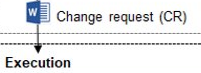 W Change request (CR)
Execution